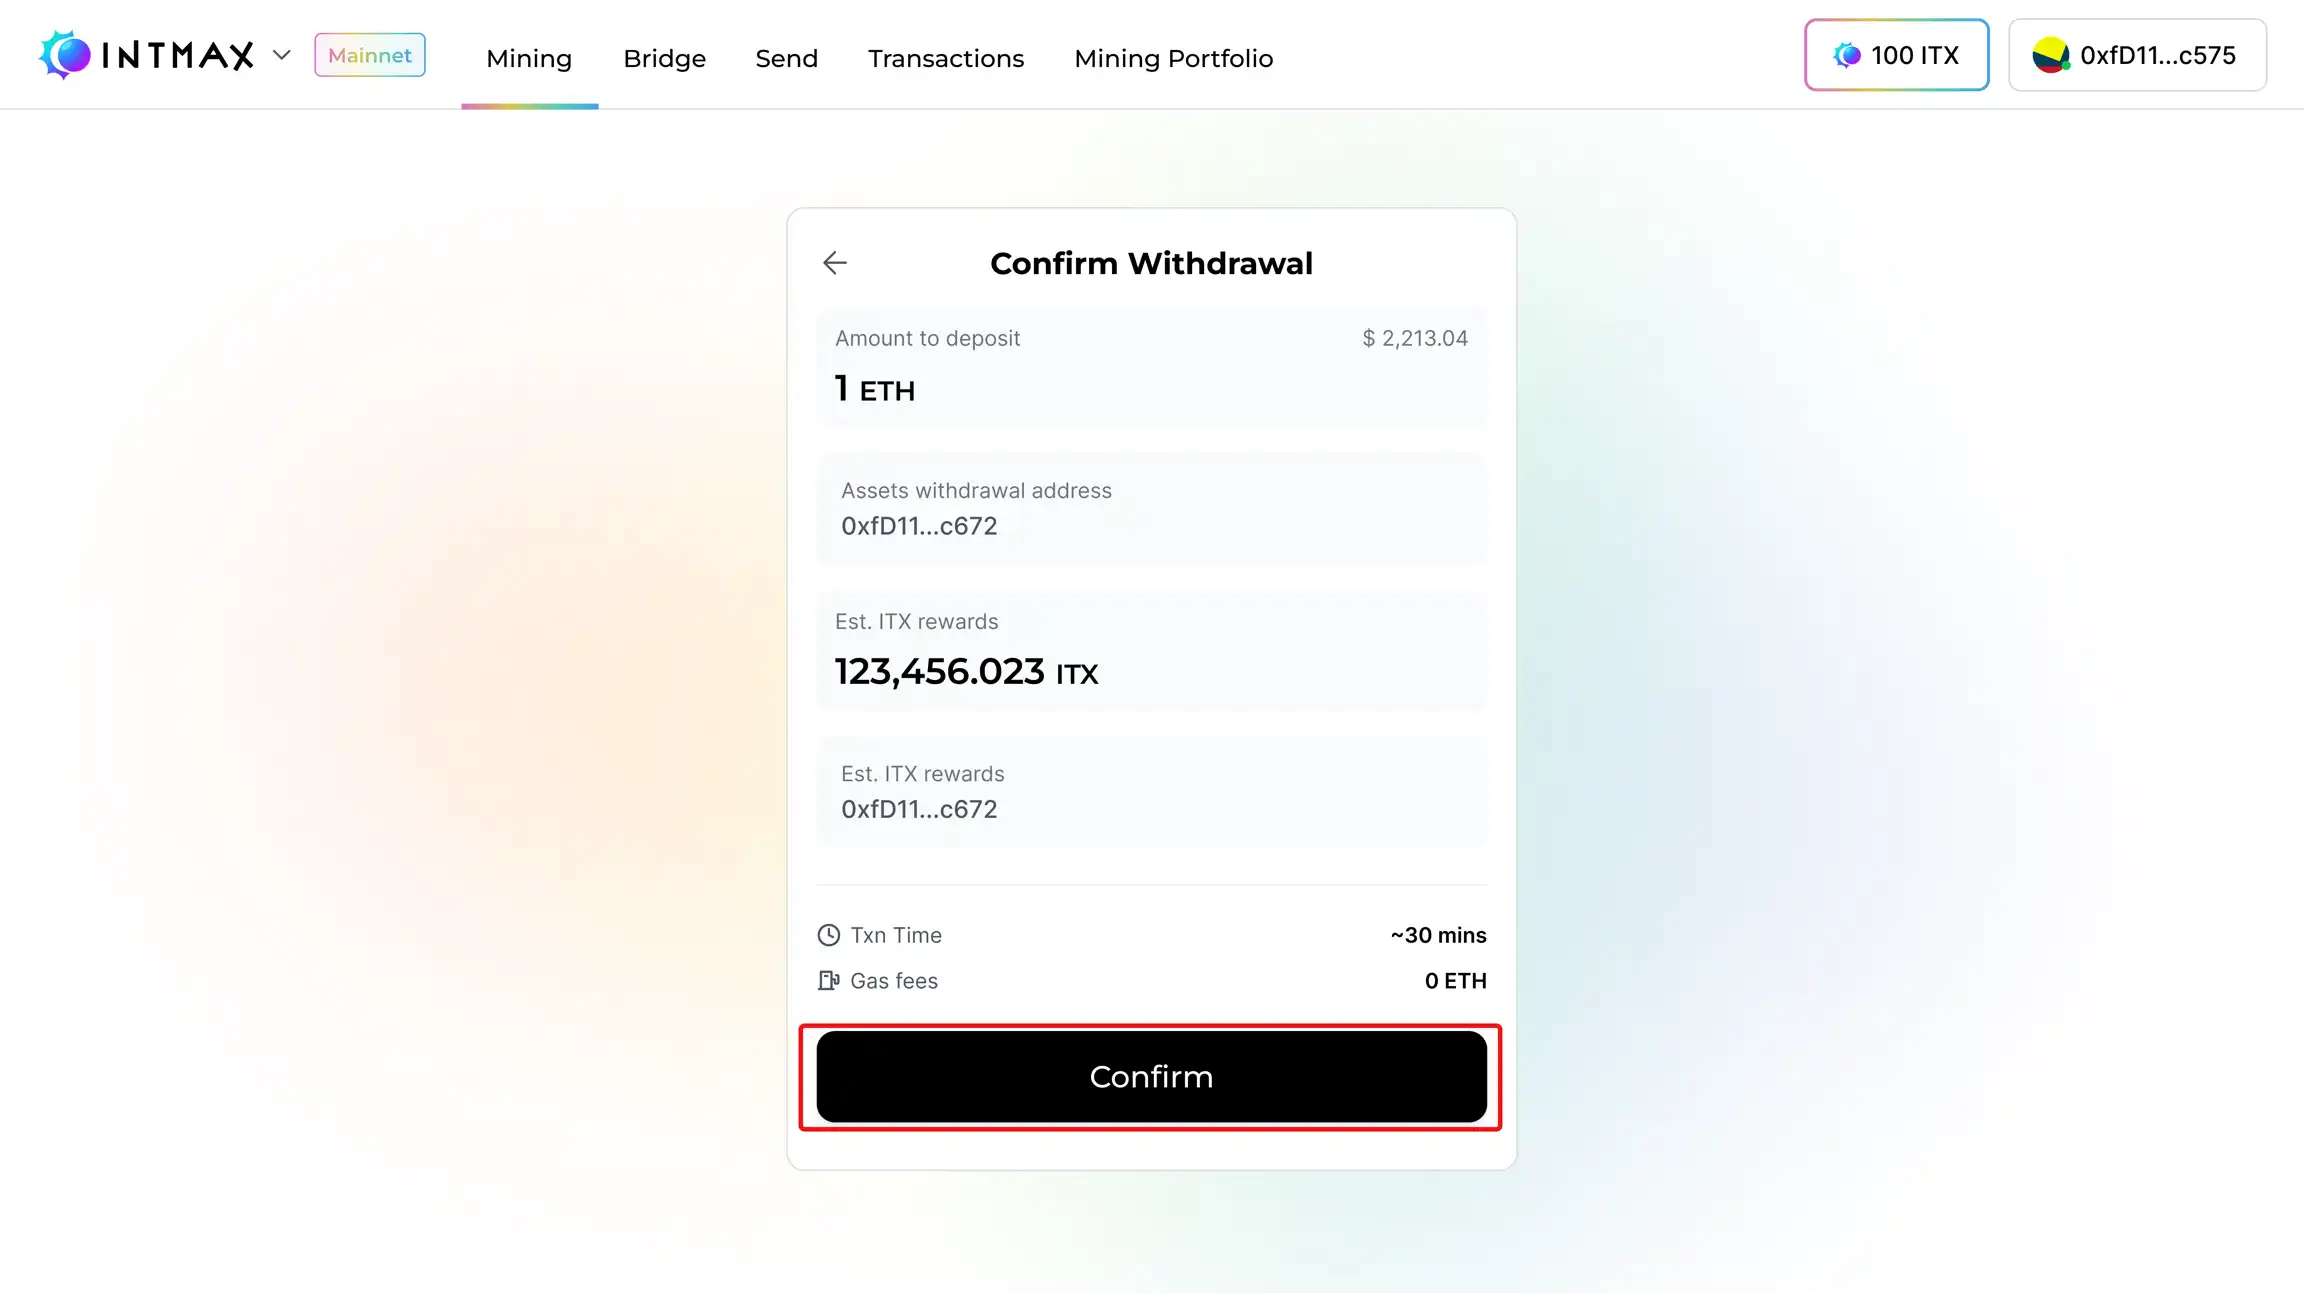 INTMAX Mainnet Mining Bridge Send Transactions Mining Portfolio 100 ITX 0xfD11...c575
Confirm Withdrawal
Amount to deposit $ 2,213.04
1 ETH
Assets withdrawal address
0xfD11...c672
Est. ITX rewards
123,456.023 ITX
Est. ITX rewards
0xfD11...c672
Txn Time ~30 mins
Gas fees 0 ETH
Confirm